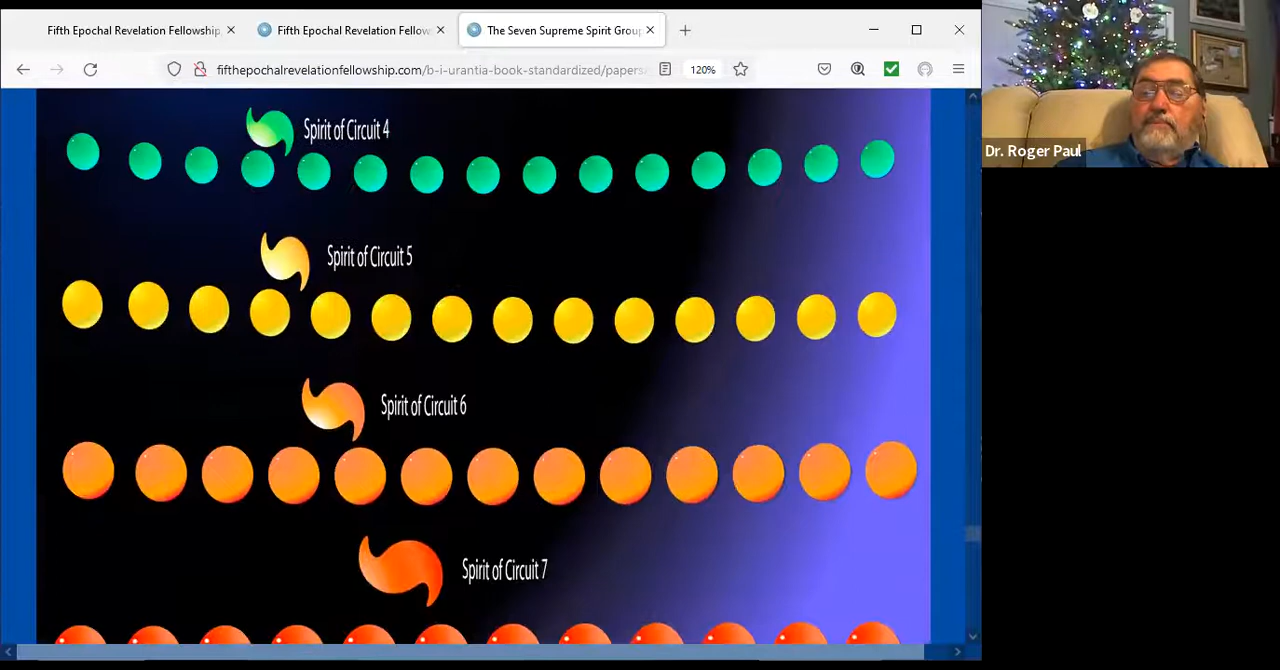 Fifth Epochal Revelation Fellowship
Fifth Epochal Revelation Fellow
The Seven Supreme Spirit Group
fifthepochalrevelationfellowship.com/b-i-urantia-book-standardized/papers
120%
Dr. Roger Paul
Spirit of Circuit 4
Spirit of Circuit 5
Spirit of Circuit 6
Spirit of Circuit 7